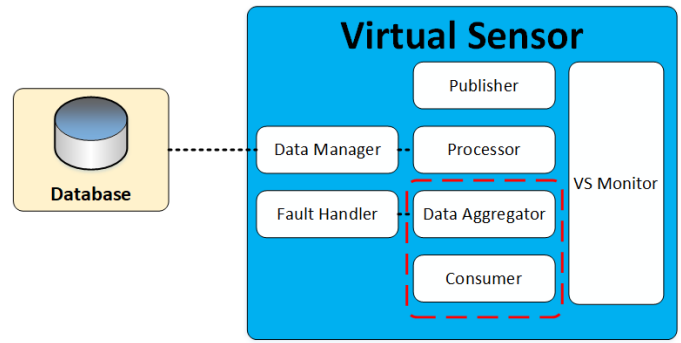 Virtual Sensor
Publisher
Data Manager
Processor
VS Monitor
Database
Fault Handler
Data Aggregator
Consumer